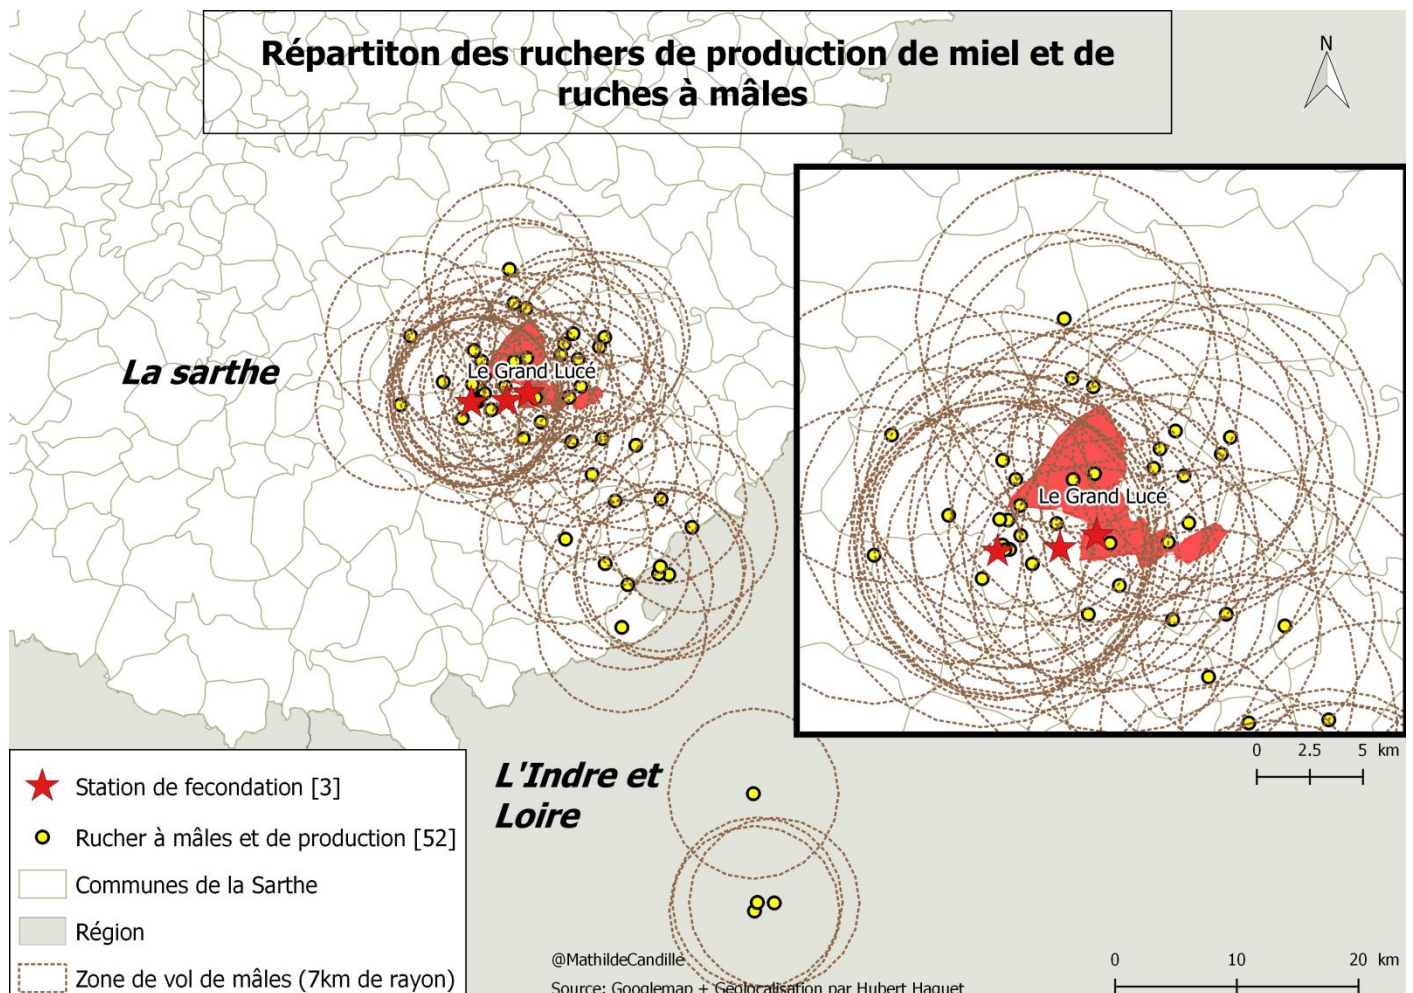 Répartiton des ruchers de production de miel et de
ruches à mâles
N
La sarthe
Le Grand Lucé
Le Grand Lucé
0 2.5 5 km
L'Indre et
Loire
Station de fecondation [3]
Rucher à mâles et de production [52]
Communes de la Sarthe
Région
Zone de vol de mâles (7km de rayon)
@MathildeCandille
Source: Googlemap + Géolocalisation par Hubert Haguet
0 10 20 km